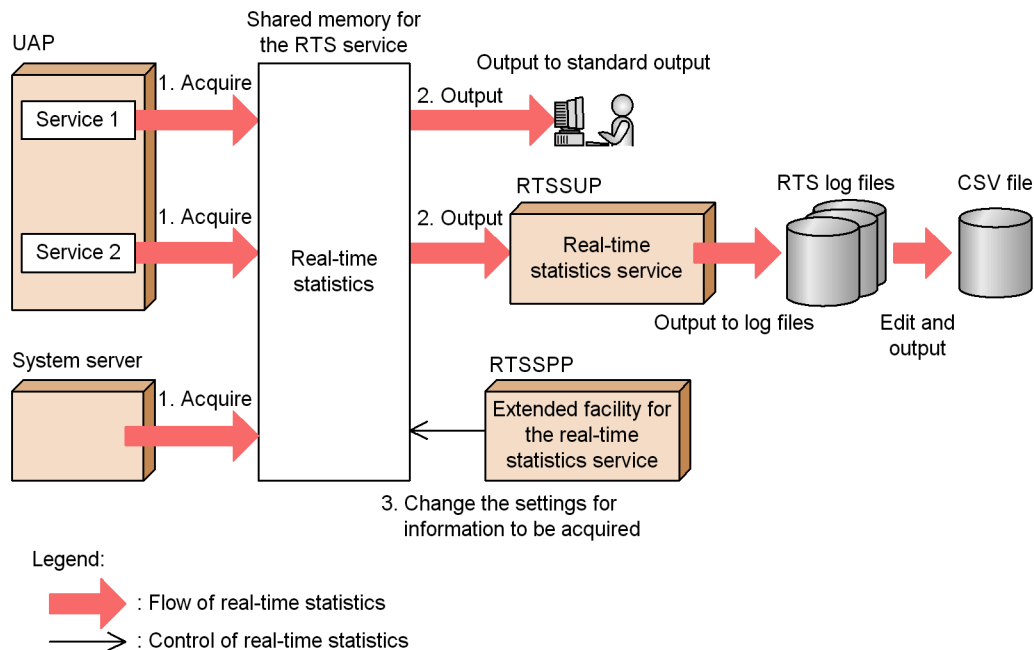 Shared memory for
the RTS service
UAP
1. Acquire
Service 1
2. Output
Output to standard output
1. Acquire
Service 2
Real-time
statistics
2. Output
RTSSUP
Real-time
statistics service
RTS log files
CSV file
Output to log files
Edit and
output
System server
1. Acquire
RTSSPP
Extended facility for
the real-time
statistics service
3. Change the settings for
information to be acquired
Legend:
: Flow of real-time statistics
: Control of real-time statistics